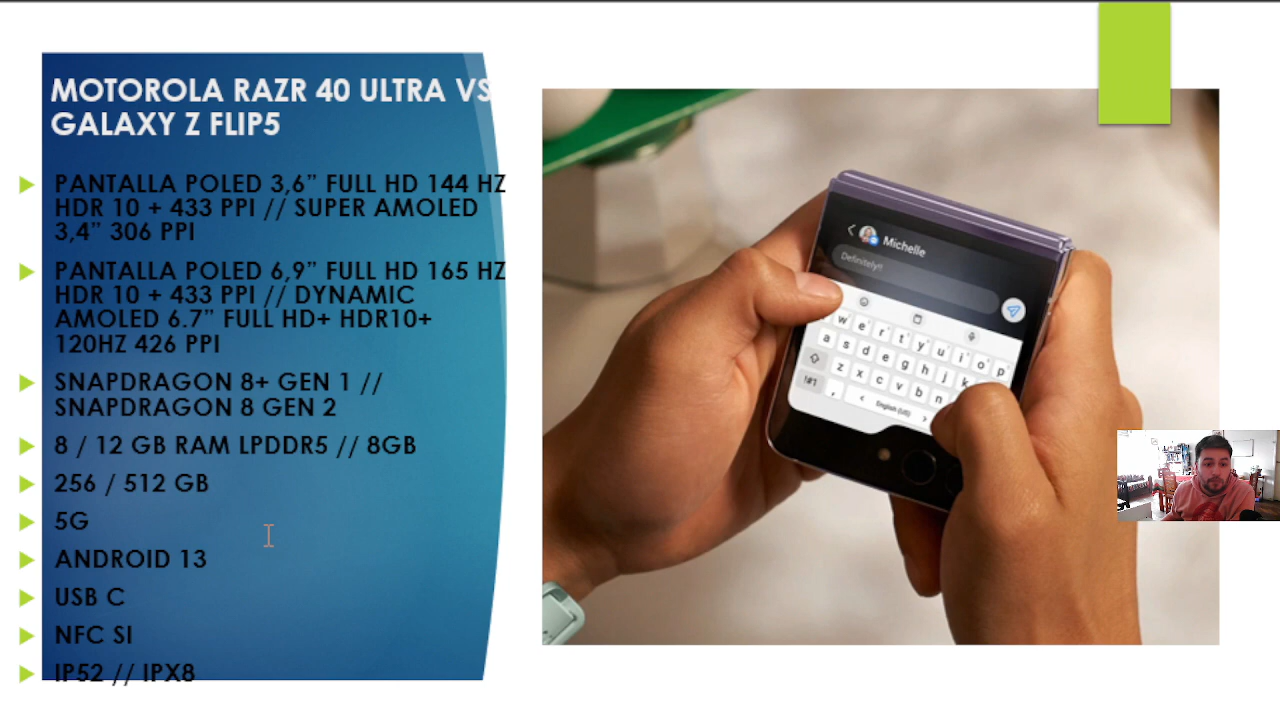 MOTOROLA RAZR 40 ULTRA VS
GALAXY Z FLIP5
PANTALLA POLED 3,6” FULL HD 144 HZ
HDR 10 + 433 PPI // SUPER AMOLED
3,4” 306 PPI
PANTALLA POLED 6,9” FULL HD 165 HZ
HDR 10 + 433 PPI // DYNAMIC
AMOLED 6.7” FULL HD+ HDR10+
120HZ 426 PPI
SNAPDRAGON 8+ GEN 1 //
SNAPDRAGON 8 GEN 2
8 / 12 GB RAM LPDDR5 // 8GB
256 / 512 GB
5G
ANDROID 13
USB C
NFC SI
IP52 // IPX8
Michelle
Definitely!!
w e r t y u i o p
a s d f g h j k
z x c v b n
!#1 , English (US)